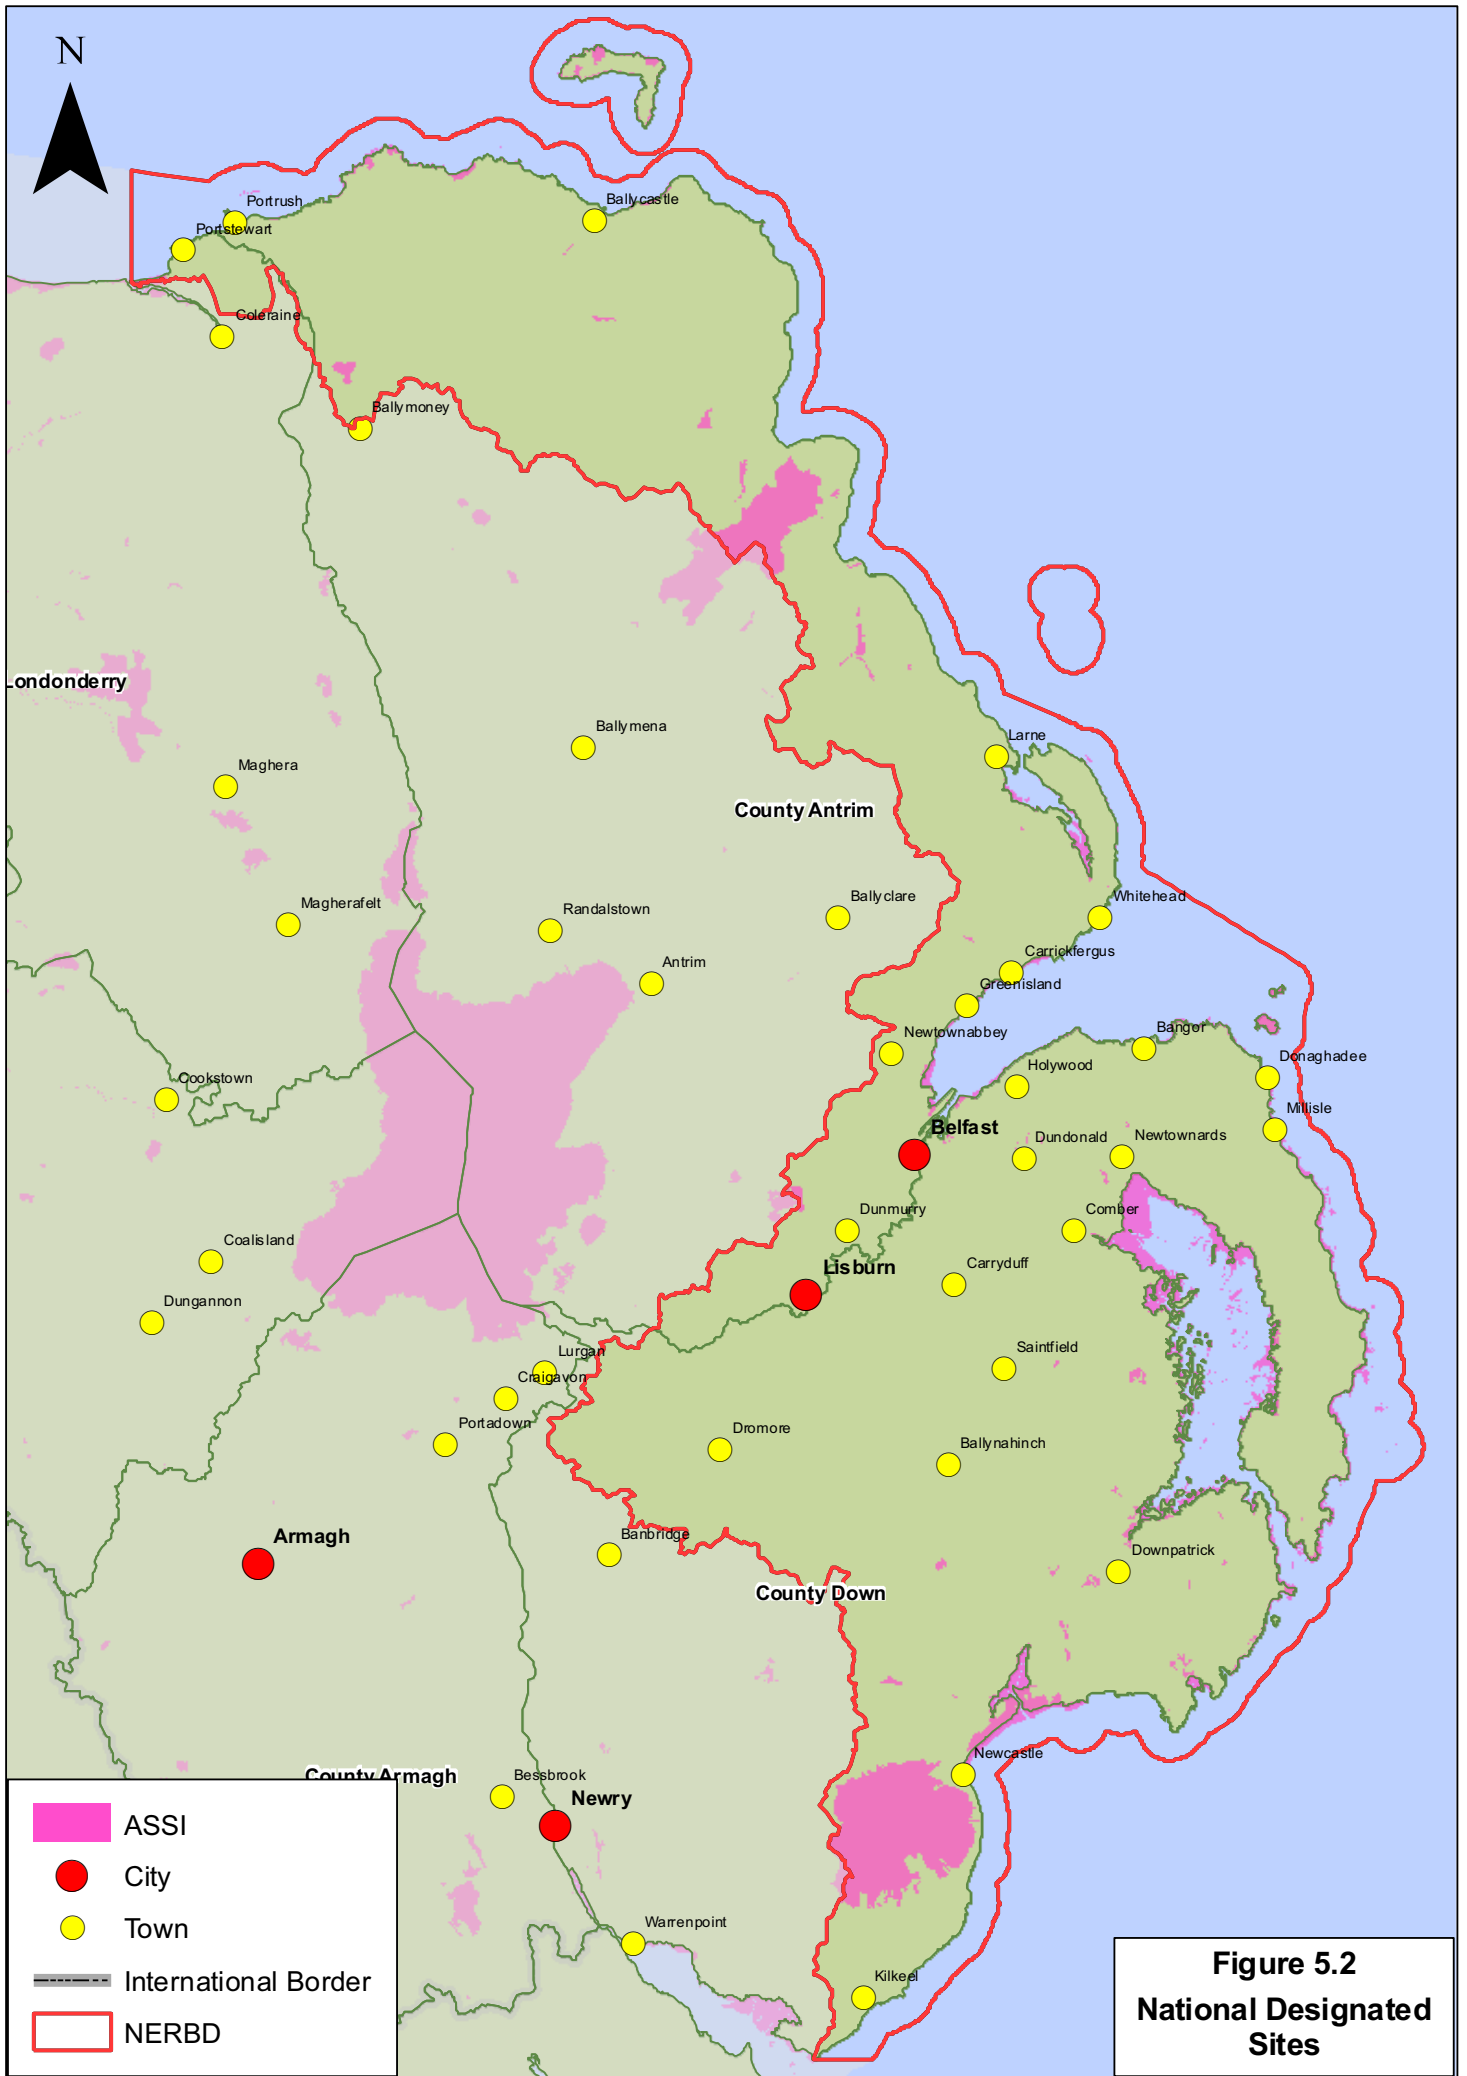 N
Portrush
Portstewart
Ballycastle
Coleraine
Ballymoney
Londonderry
Ballymena
Larne
Maghera
County Antrim
Magherafelt
Randalstown
Ballyclare
Whitehead
Antrim
Carrickfergus
Greenisland
Newtownabbey
Bangor
Holywood
Donaghadee
Cookstown
Millisle
Belfast
Dundonald
Newtownards
Dunmurry
Comber
Coalisland
Lisburn
Carryduff
Dungannon
Lurgan
Saintfield
Craigavon
Portadown
Dromore
Ballynahinch
Armagh
Banbridge
Downpatrick
County Down
Newcastle
County Armagh
Bessbrook
Newry
Warrenpoint
Kilkeel
ASSI
City
Town
International Border
NERBD
Figure 5.2
National Designated
Sites